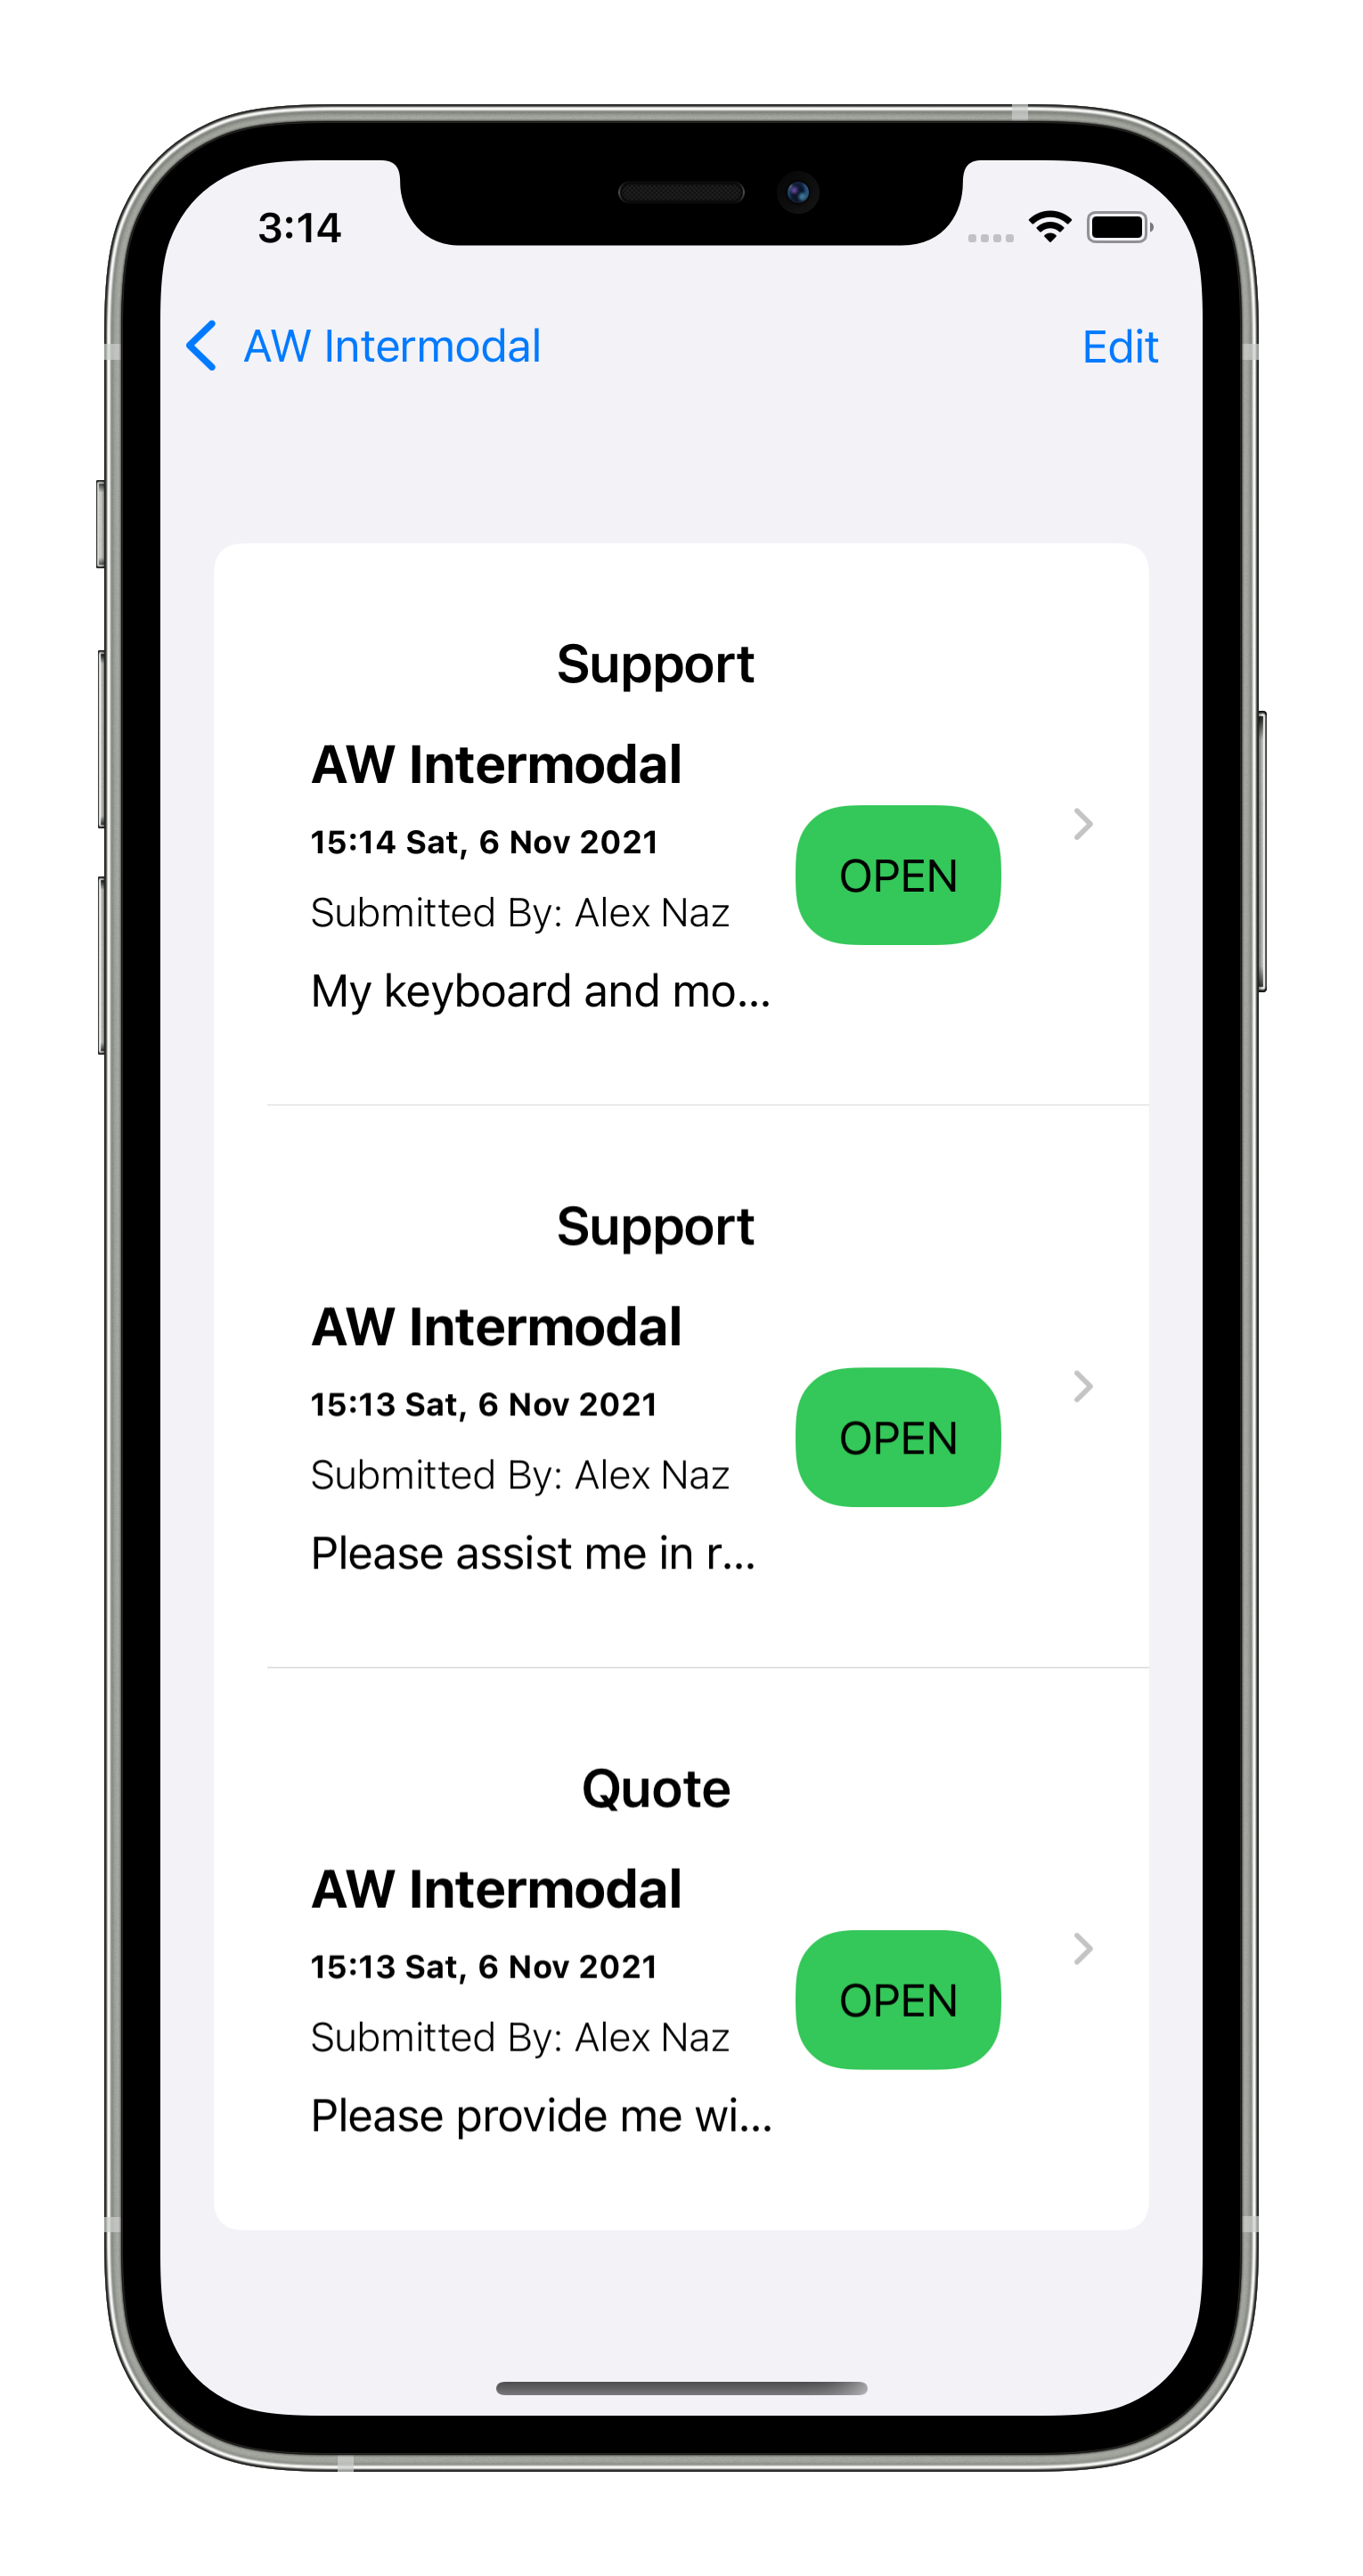 3:14
AW Intermodal Edit
Support
AW Intermodal
15:14 Sat, 6 Nov 2021
OPEN
Submitted By: Alex Naz
My keyboard and mo...
Support
AW Intermodal
15:13 Sat, 6 Nov 2021
OPEN
Submitted By: Alex Naz
Please assist me in r...
Quote
AW Intermodal
15:13 Sat, 6 Nov 2021
OPEN
Submitted By: Alex Naz
Please provide me wi...